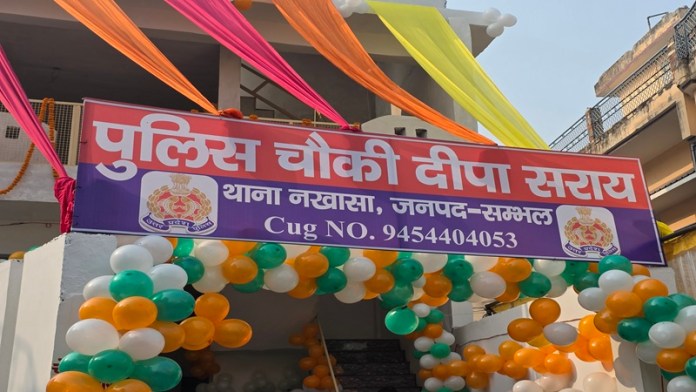 पुलिस चौकी दीपा सराय
थाना नखासा, जनपद-सम्भल
Cug NO. 9454404053